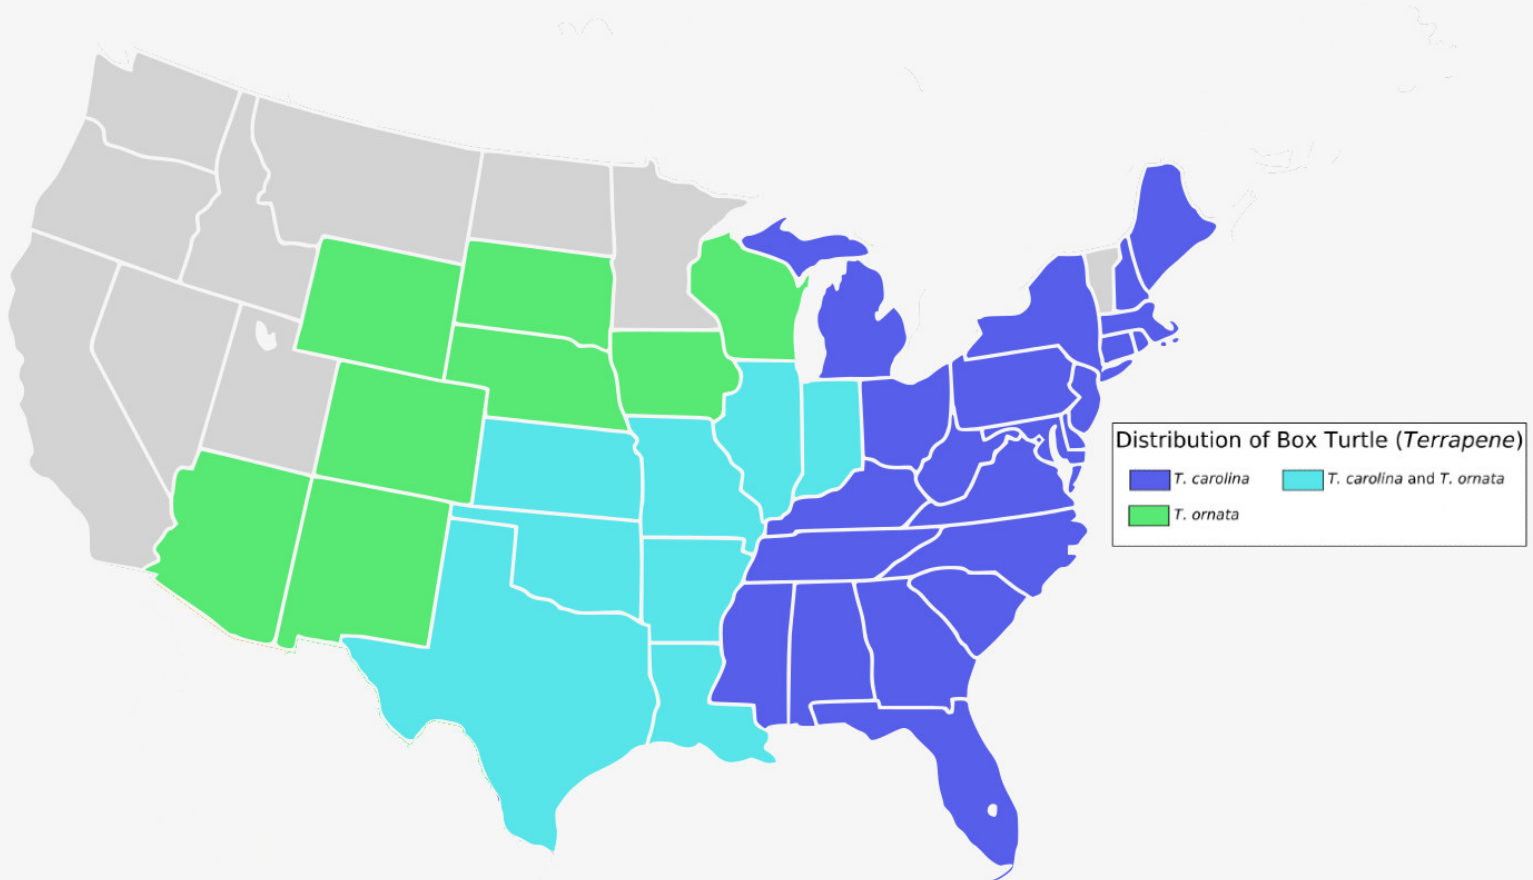 Distribution of Box Turtle (Terrapene)
T. carolina
T. carolina and T. ornata
T. ornata